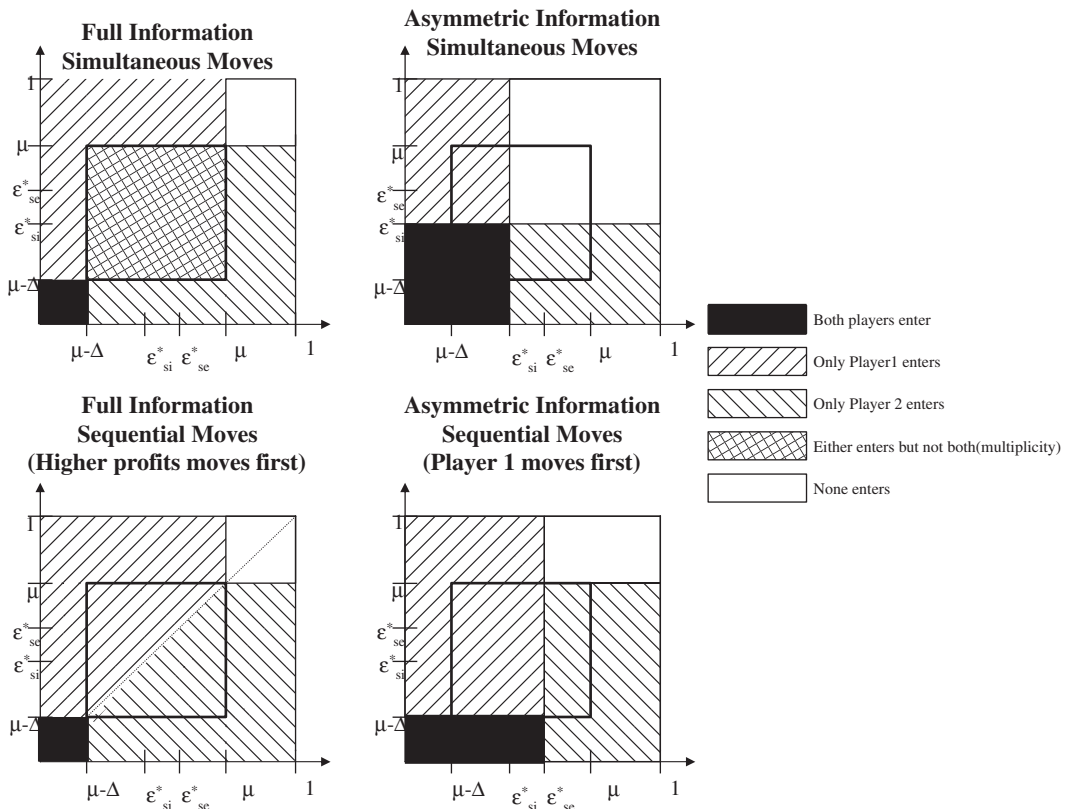 Full Information
Simultaneous Moves
1
μ
ε*se
ε*si
μ-Δ
μ-Δ
ε*si
ε*se
μ
1
Asymmetric Information
Simultaneous Moves
1
μ
ε*se
ε*si
μ-Δ
μ-Δ
ε*si
ε*se
μ
1
Both players enter
Only Player1 enters
Only Player 2 enters
Either enters but not both(multiplicity)
None enters
Full Information
Sequential Moves
(Higher profits moves first)
1
μ
ε*se
ε*si
μ-Δ
μ-Δ
ε*si
ε*se
μ
1
Asymmetric Information
Sequential Moves
(Player 1 moves first)
1
μ
ε*se
ε*si
μ-Δ
μ-Δ
ε*si
ε*se
μ
1